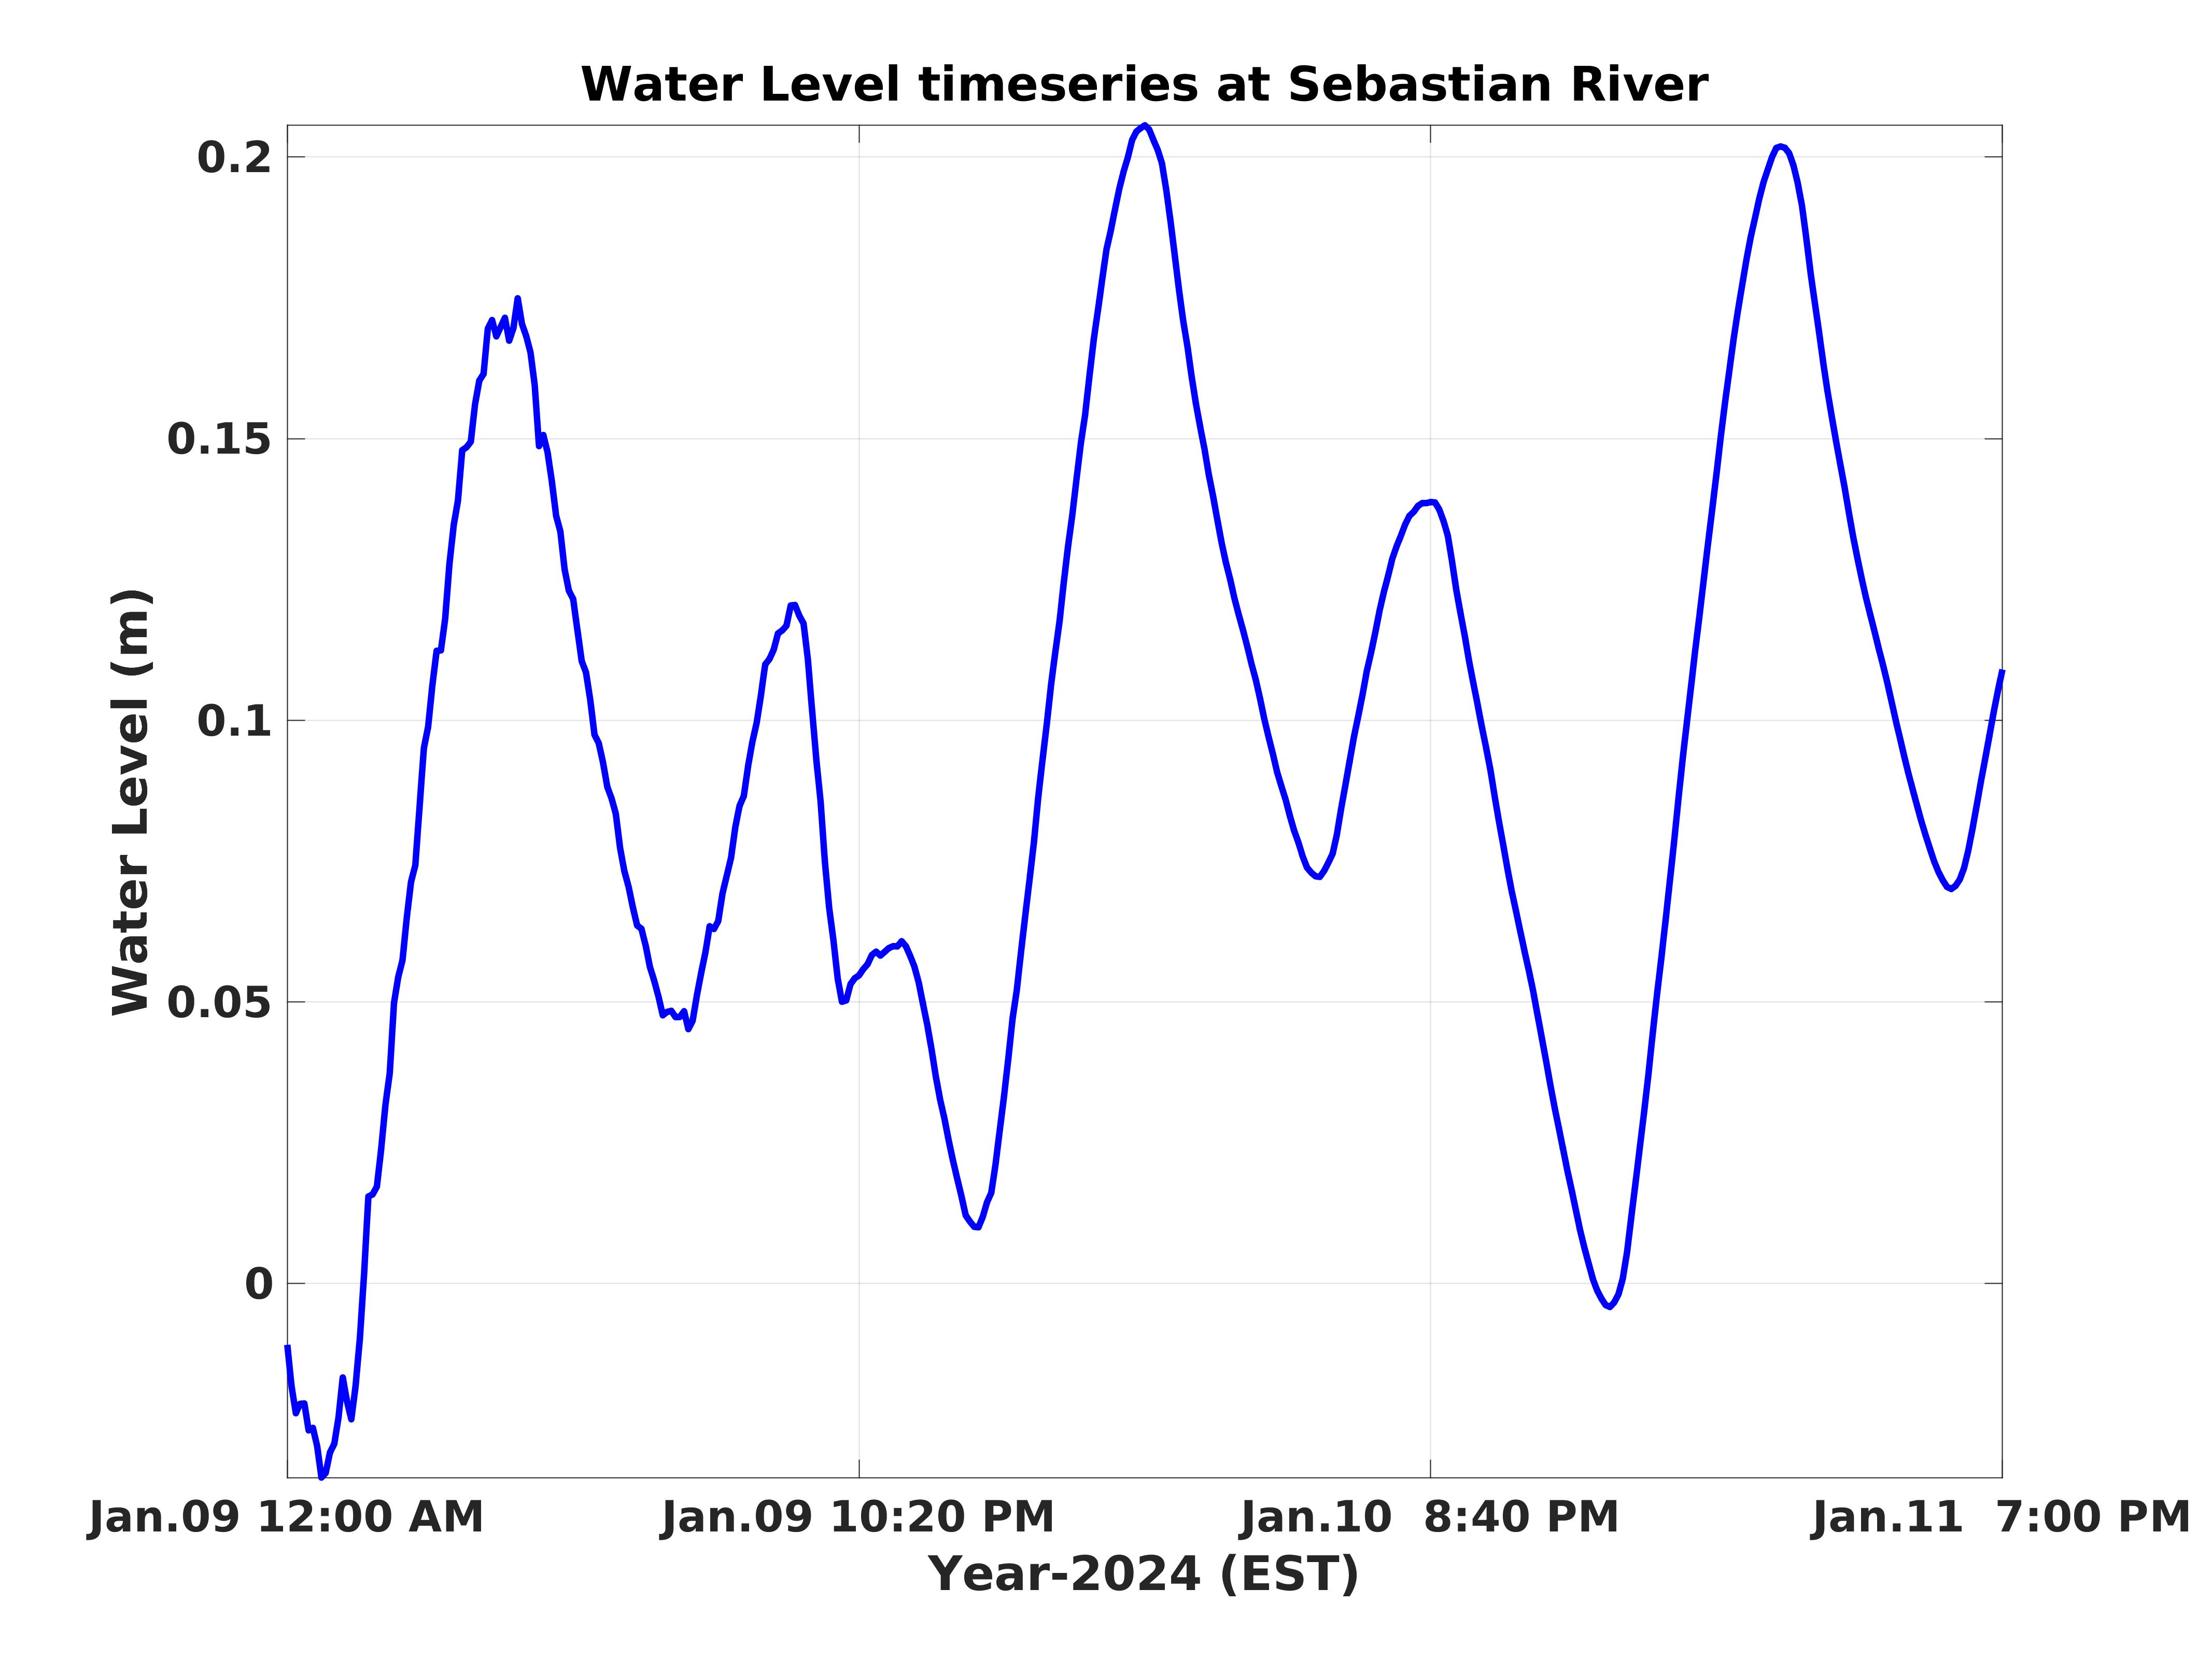 Water Level timeseries at Sebastian River
0.2
0.15
0.1
0.05
0
Water Level (m)
Jan.09 12:00 AM
Jan.09 10:20 PM
Jan.10  8:40 PM
Jan.11  7:00 PM
Year-2024 (EST)